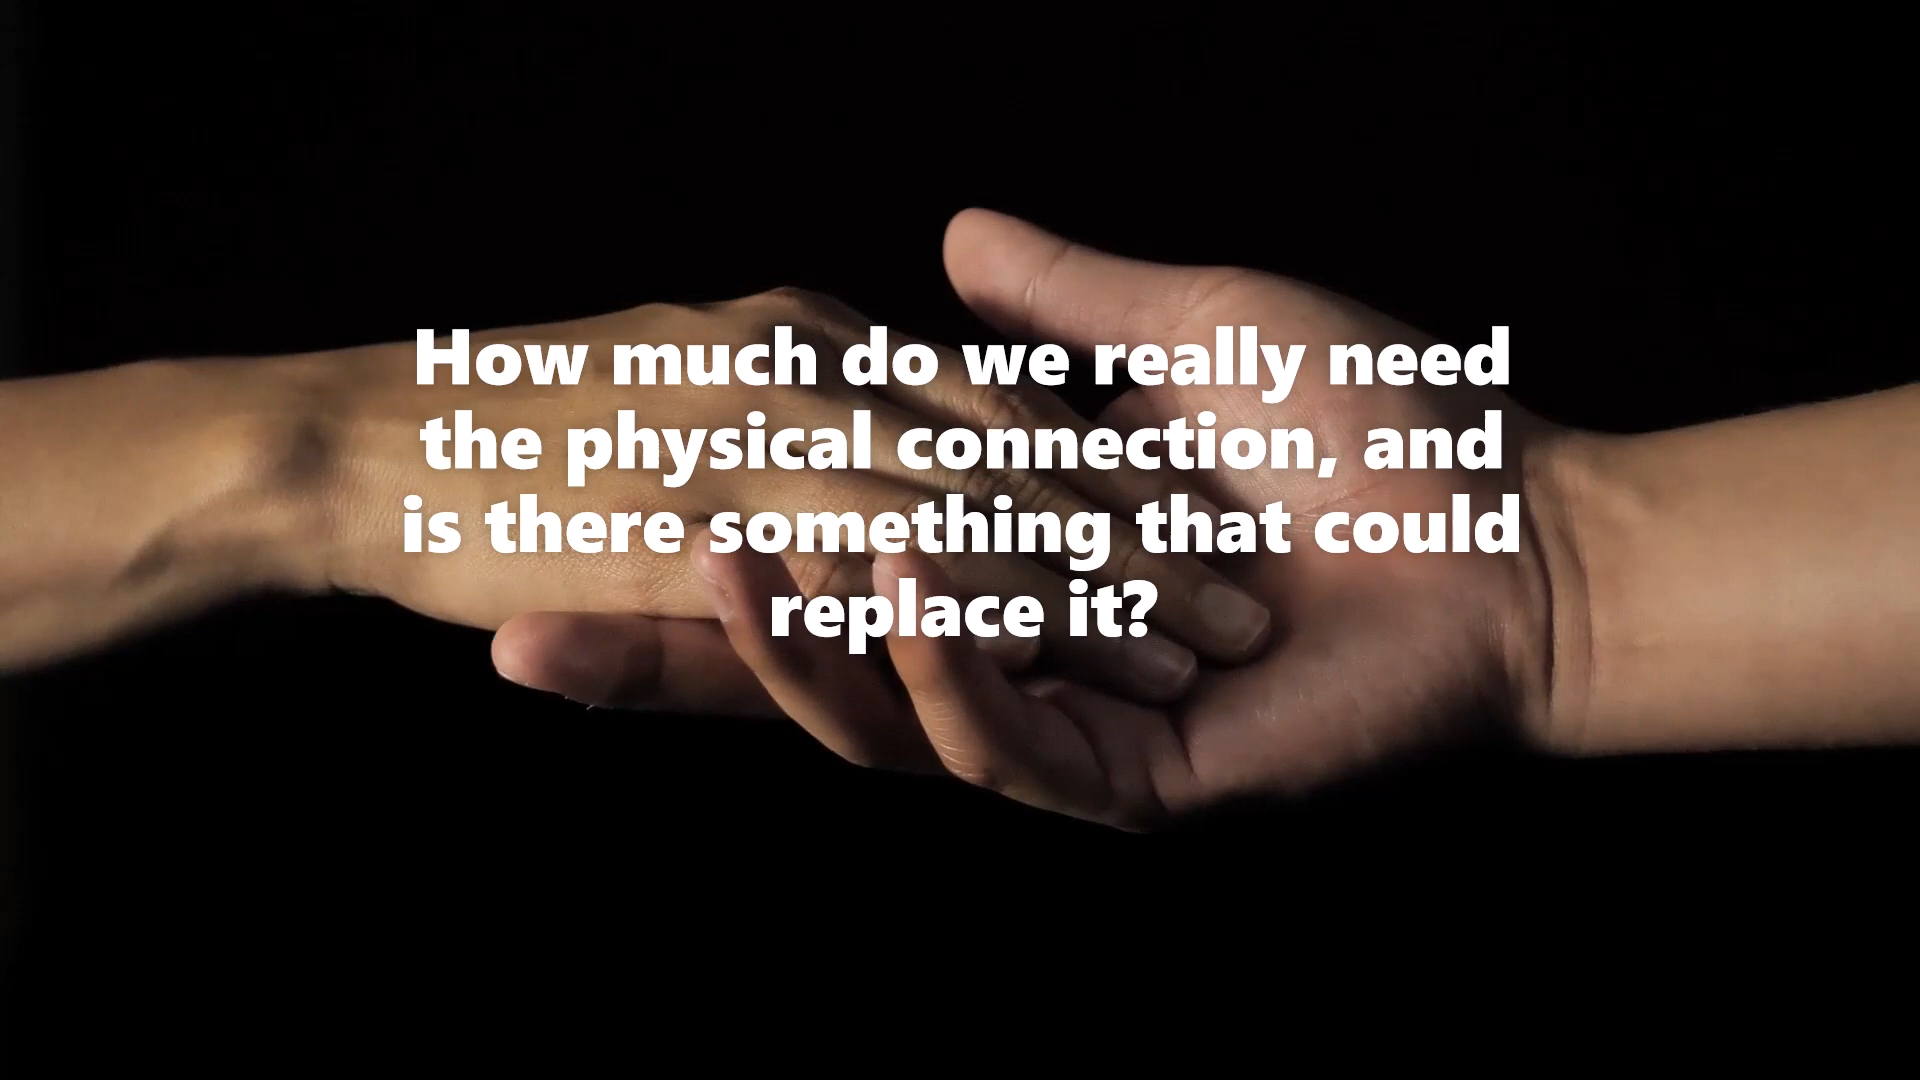 How much do we really need
the physical connection, and
is there something that could
replace it?